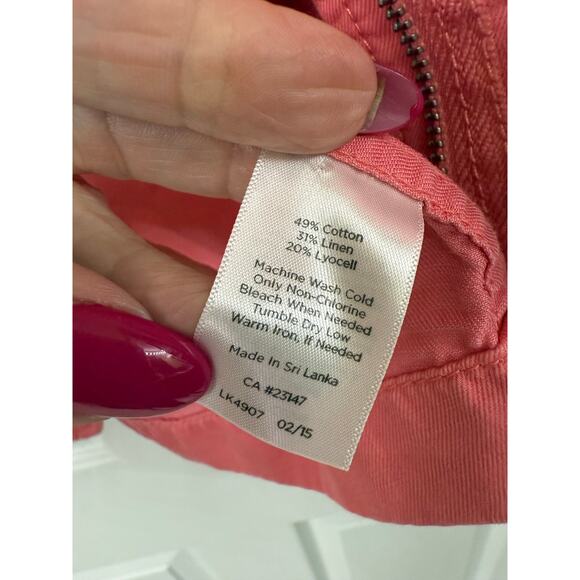 49% Cotton
31% Linen
20% Lyocell
Machine Wash Cold
Only Non-Chlorine
Bleach When Needed
Tumble Dry Low
Warm Iron, If Needed
Made In Sri Lanka
CA #23147
LK4907 02/15